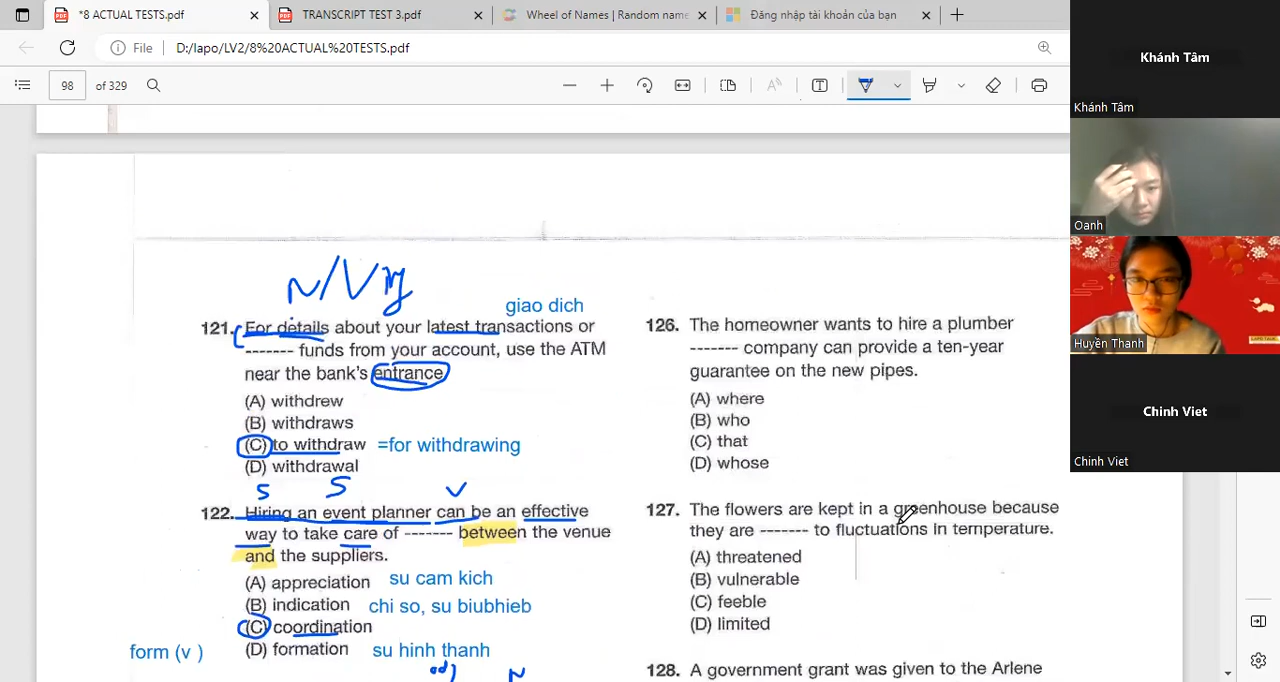 *8 ACTUAL TESTS.pdf
TRANSCRIPT TEST 3.pdf
Wheel of Names | Random name
Đăng nhập tài khoản của bạn
File
D:/lapo/LV2/8%20ACTUAL%20TESTS.pdf
98 of 329
N/Ving
giao dich
121. For details about your latest transactions or
------- funds from your account, use the ATM
near the bank's entrance.
(A) withdrew
(B) withdraws
(C) to withdraw =for withdrawing
(D) withdrawal
S S V
122. Hiring an event planner can be an effective
way to take care of ------- between the venue
and the suppliers.
(A) appreciation su cam kich
(B) indication chi so, su biubhieb
(C) coordination
form (v ) (D) formation su hinh thanh
adj N
126. The homeowner wants to hire a plumber
------- company can provide a ten-year
guarantee on the new pipes.
(A) where
(B) who
(C) that
(D) whose
127. The flowers are kept in a greenhouse because
they are ------- to fluctuations in temperature.
(A) threatened
(B) vulnerable
(C) feeble
(D) limited
128. A government grant was given to the Arlene
Khánh Tâm
Khánh Tâm
Oanh
Huyền Thanh
Chinh Viet
Chinh Viet